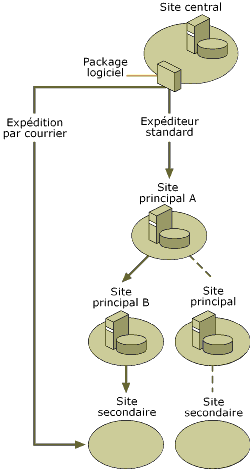 Site central
Package
logiciel
Expédition
par courrier
Expéditeur
standard
Site
principal A
Site
principal B
Site
principal
Site
secondaire
Site
secondaire